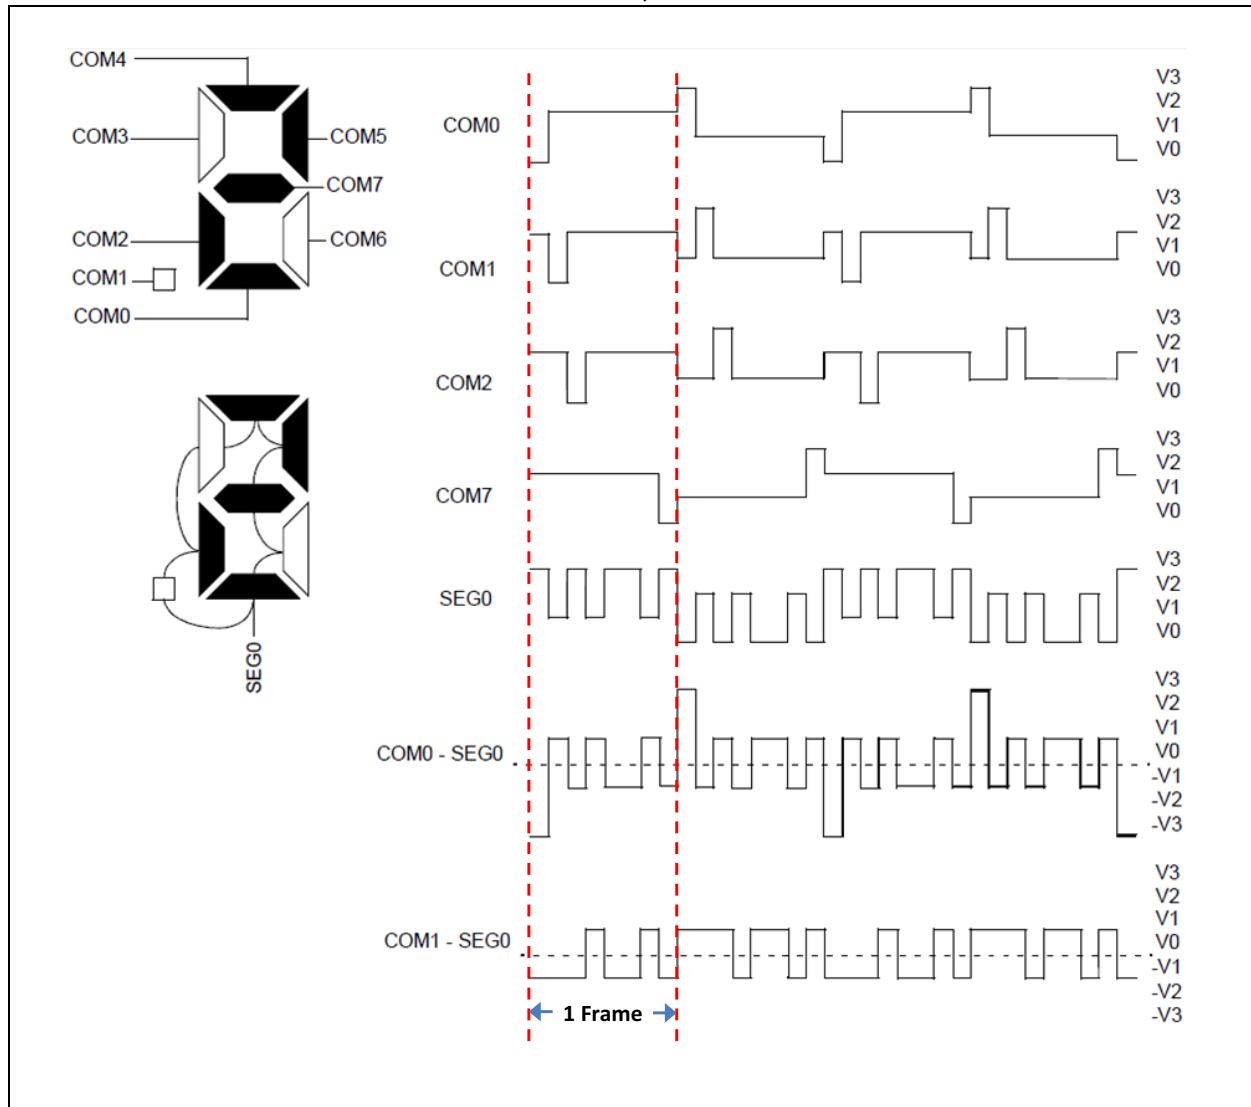 COM4
COM3
COM5
COM7
COM2
COM6
COM1
COM0
SEG0
COM0
V3
V2
V1
V0
COM1
V3
V2
V1
V0
COM2
V3
V2
V1
V0
COM7
V3
V2
V1
V0
SEG0
V3
V2
V1
V0
COM0 - SEG0
V3
V2
V1
V0
-V1
-V2
-V3
COM1 - SEG0
V3
V2
V1
V0
-V1
-V2
-V3
1 Frame